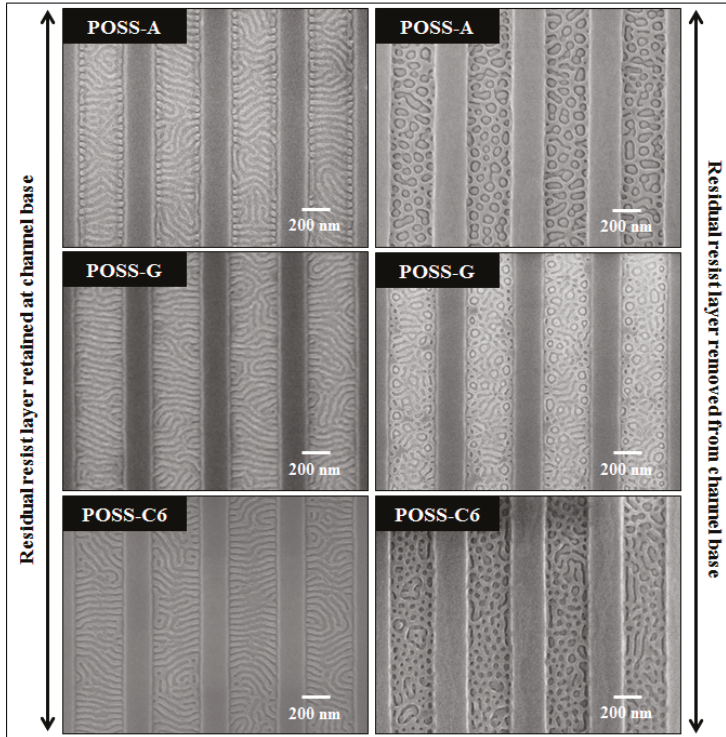 Residual resist layer retained at channel base
POSS-A
200 nm
POSS-A
200 nm
POSS-G
200 nm
POSS-G
200 nm
POSS-C6
200 nm
POSS-C6
200 nm
Residual resist layer removed from channel base